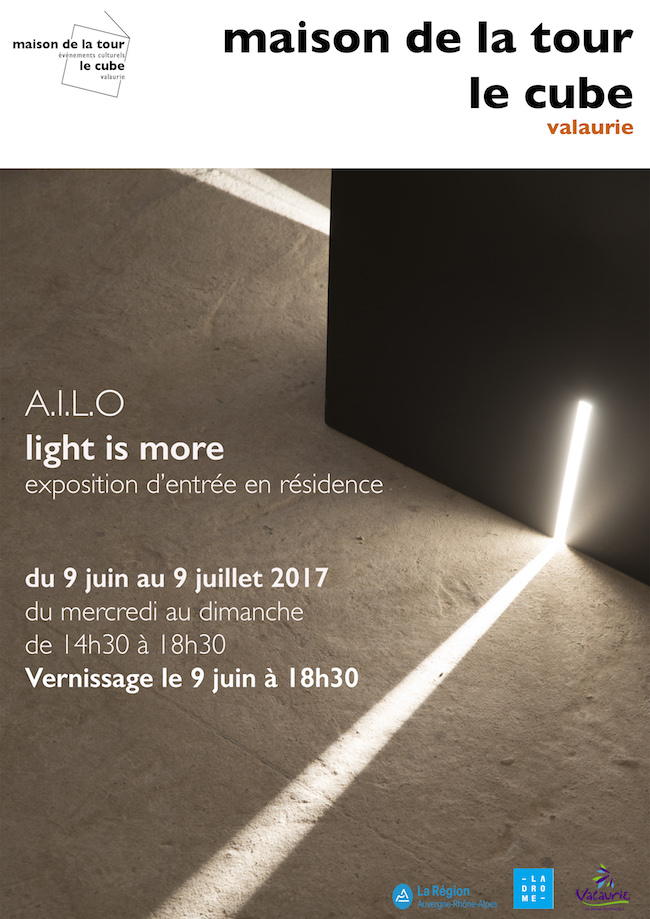 maison de la tour
événements culturels
le cube
valaurie
maison de la tour
le cube
valaurie
A.I.L.O
light is more
exposition d'entrée en résidence
du 9 juin au 9 juillet 2017
du mercredi au dimanche
de 14h30 à 18h30
Vernissage le 9 juin à 18h30
La Région
Auvergne-Rhône-Alpes
-LA
DRO
ME-
Valaurie